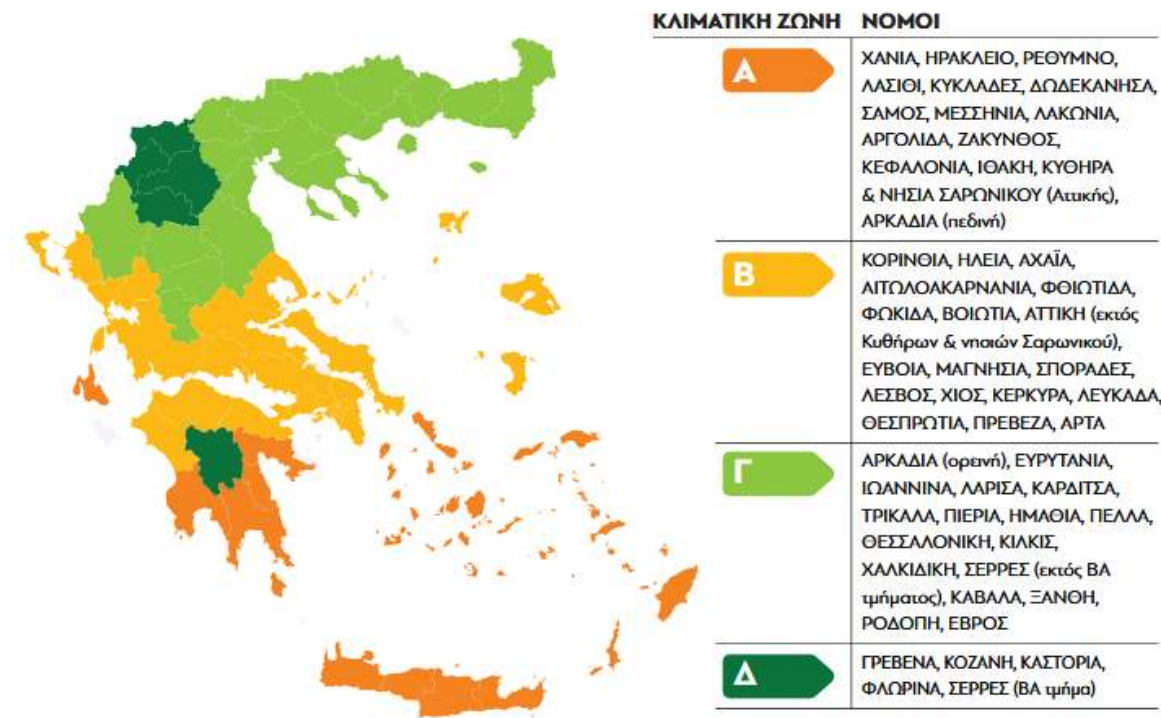 ΚΛΙΜΑΤΙΚΗ ΖΩΝΗ ΝΟΜΟΙ
Α
ΧΑΝΙΑ, ΗΡΑΚΛΕΙΟ, ΡΕΘΥΜΝΟ,
ΛΑΣΙΘΙ, ΚΥΚΛΑΔΕΣ, ΔΩΔΕΚΑΝΗΣΑ,
ΣΑΜΟΣ, ΜΕΣΣΗΝΙΑ, ΛΑΚΩΝΙΑ,
ΑΡΓΟΛΙΔΑ, ΖΑΚΥΝΘΟΣ,
ΚΕΦΑΛΟΝΙΑ, ΙΘΑΚΗ, ΚΥΘΗΡΑ
& ΝΗΣΙΑ ΣΑΡΩΝΙΚΟΥ (Αττικής),
ΑΡΚΑΔΙΑ (πεδινή)
Β
ΚΟΡΙΝΘΙΑ, ΗΛΕΙΑ, ΑΧΑΪΑ,
ΑΙΤΩΛΟΑΚΑΡΝΑΝΙΑ, ΦΘΙΩΤΙΔΑ,
ΦΩΚΙΔΑ, ΒΟΙΩΤΙΑ, ΑΤΤΙΚΗ (εκτός
Κυθήρων & νησιών Σαρωνικού),
ΕΥΒΟΙΑ, ΜΑΓΝΗΣΙΑ, ΣΠΟΡΑΔΕΣ,
ΛΕΣΒΟΣ, ΧΙΟΣ, ΚΕΡΚΥΡΑ, ΛΕΥΚΑΔΑ,
ΘΕΣΠΡΩΤΙΑ, ΠΡΕΒΕΖΑ, ΑΡΤΑ
Γ
ΑΡΚΑΔΙΑ (ορεινή), ΕΥΡΥΤΑΝΙΑ,
ΙΩΑΝΝΙΝΑ, ΛΑΡΙΣΑ, ΚΑΡΔΙΤΣΑ,
ΤΡΙΚΑΛΑ, ΠΙΕΡΙΑ, ΗΜΑΘΙΑ, ΠΕΛΛΑ,
ΘΕΣΣΑΛΟΝΙΚΗ, ΚΙΛΚΙΣ,
ΧΑΛΚΙΔΙΚΗ, ΣΕΡΡΕΣ (εκτός ΒΑ
τμήματος), ΚΑΒΑΛΑ, ΞΑΝΘΗ,
ΡΟΔΟΠΗ, ΕΒΡΟΣ
Δ
ΓΡΕΒΕΝΑ, ΚΟΖΑΝΗ, ΚΑΣΤΟΡΙΑ,
ΦΛΩΡΙΝΑ, ΣΕΡΡΕΣ (ΒΑ τμήμα)